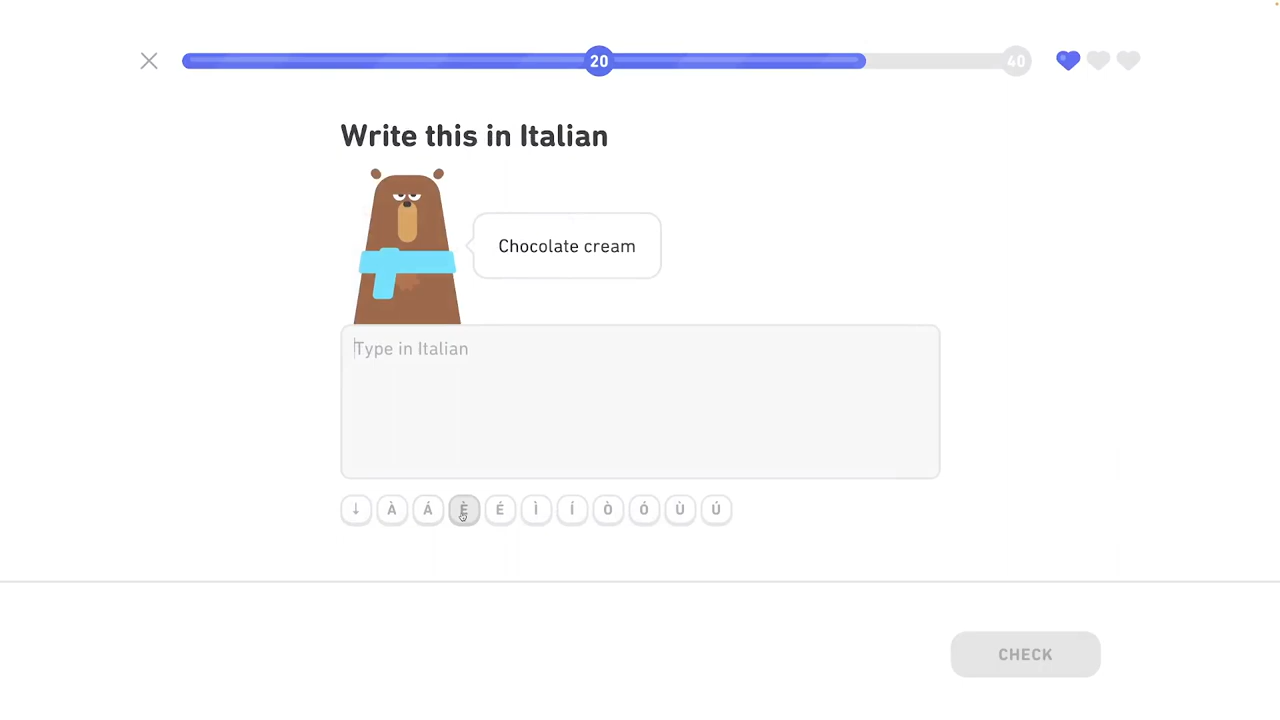 20
40
Write this in Italian
Chocolate cream
Type in Italian
↓ À Á È É Ì Í Ò Ó Ù Ú
CHECK